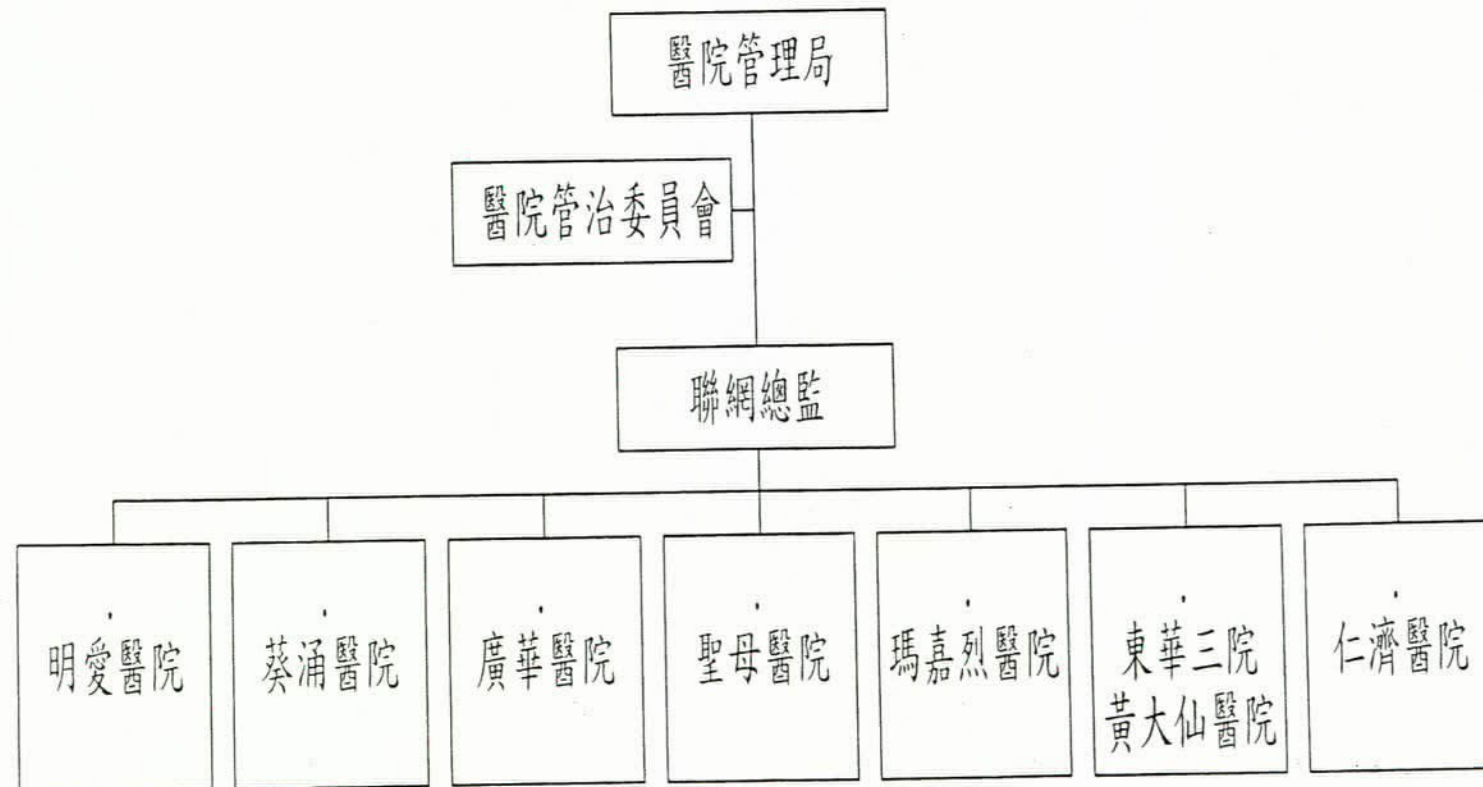 醫院管理局
醫院管治委員會
聯網總監
明愛醫院
葵涌醫院
廣華醫院
聖母醫院
瑪嘉烈醫院
東華三院
黃大仙醫院
仁濟醫院